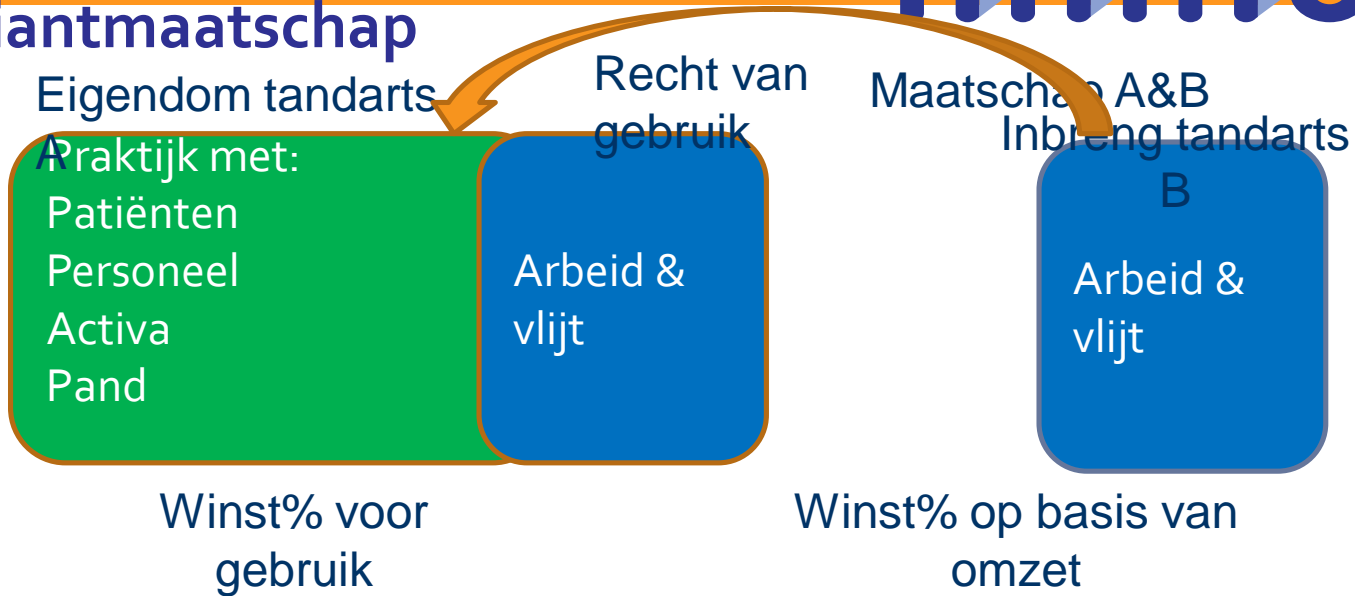 iantmaatschap
Eigendom tandarts
A
Recht van
gebruik
Maatschap A&B
Inbreng tandarts
B
Praktijk met:
Patiënten
Personeel
Activa
Pand
Arbeid &
vlijt
Arbeid &
vlijt
Winst% voor
gebruik
Winst% op basis van
omzet